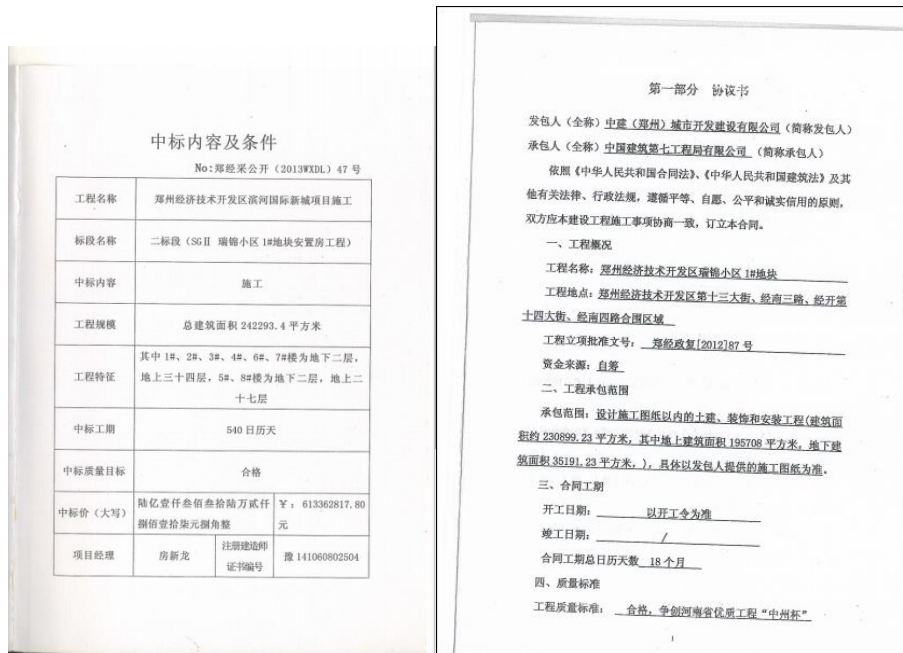 中标内容及条件
No:郑经采公开（2013WXDL）47 号
工程名称
郑州经济技术开发区滨河国际新城项目施工
标段名称
二标段（SGⅡ 瑞锦小区 1#地块安置房工程）
中标内容
施工
工程规模
总建筑面积 242293.4 平方米
工程特征
其中 1#、2#、3#、4#、6#、7#楼为地下二层，
地上三十四层，5#、8#楼为地下二层，地上二
十七层
中标工期
540 日历天
中标质量目标
合格
中标价（大写）
陆亿壹仟叁佰叁拾陆万贰仟
捌佰壹拾柒元捌角整
￥：613362817.80
元
项目经理
房新龙
注册建造师
证书编号
豫 141060802504
第一部分 协议书
发包人（全称）中建（郑州）城市开发建设有限公司（简称发包人）
承包人（全称）中国建筑第七工程局有限公司 （简称承包人）
依照《中华人民共和国合同法》、《中华人民共和国建筑法》及其
他有关法律、行政法规，遵循平等、自愿、公平和诚实信用的原则，
双方应本建设工程施工事项协商一致，订立本合同。
一、工程概况
工程名称：郑州经济技术开发区瑞锦小区 1#地块
工程地点：郑州经济技术开发区第十三大街、经南三路、经开第
十四大街、经南四路合围区域
工程立项批准文号： 郑经政复[2012]87 号
资金来源：自筹
二、工程承包范围
承包范围：设计施工图纸以内的土建、装饰和安装工程(建筑面
积约 230899.23 平方米，其中地上建筑面积 195708 平方米，地下建
筑面积 35191.23 平方米，)，具体以发包人提供的施工图纸为准。
三、合同工期
开工日期： 以开工令为准
竣工日期： /
合同工期总日历天数 18 个月
四、质量标准
工程质量标准： 合格，争创河南省优质工程“中州杯”
1